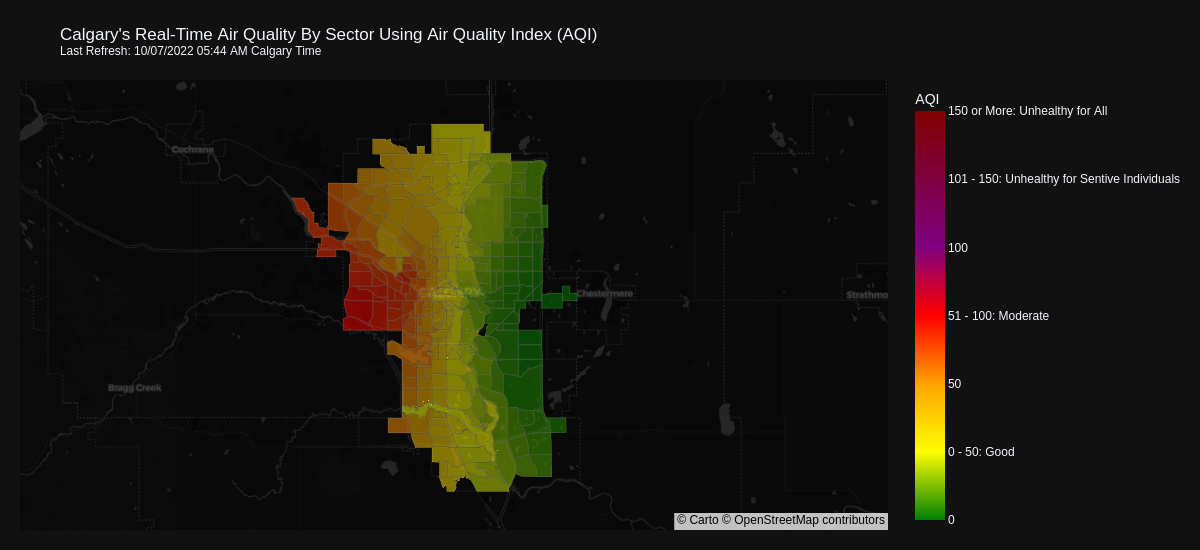 Calgary's Real-Time Air Quality By Sector Using Air Quality Index (AQI)
Last Refresh: 10/07/2022 05:44 AM Calgary Time
AQI
150 or More: Unhealthy for All
Cochrane
101 - 150: Unhealthy for Sentive Individuals
100
CALGARY
Chestermere
Strathmo
51 - 100: Moderate
Bragg Creek
50
0 - 50: Good
© Carto © OpenStreetMap contributors
0